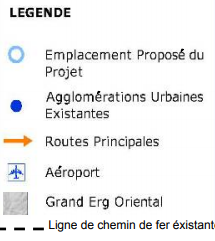 LEGENDE
Emplacement Proposé du
Projet
Agglomérations Urbaines
Existantes
Routes Principales
Aéroport
Grand Erg Oriental
Ligne de chemin de fer éxistant